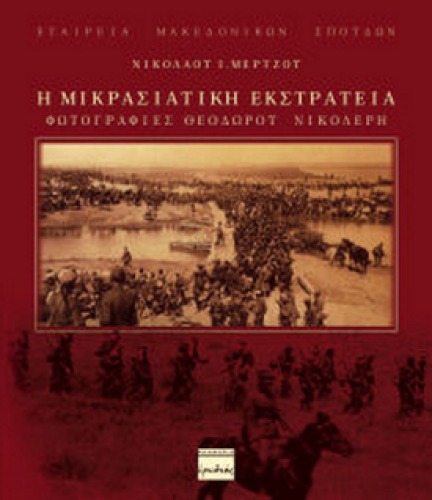 ΕΤΑΙΡΕΙΑ ΜΑΚΕΔΟΝΙΚΩΝ ΣΠΟΥΔΩΝ
ΝΙΚΟΛΑΟΥ Ι. ΜΕΡΤΖΟΥ
Η ΜΙΚΡΑΣΙΑΤΙΚΗ ΕΚΣΤΡΑΤΕΙΑ
ΦΩΤΟΓΡΑΦΙΕΣ ΘΕΟΔΩΡΟΥ ΝΙΚΟΛΕΡΗ